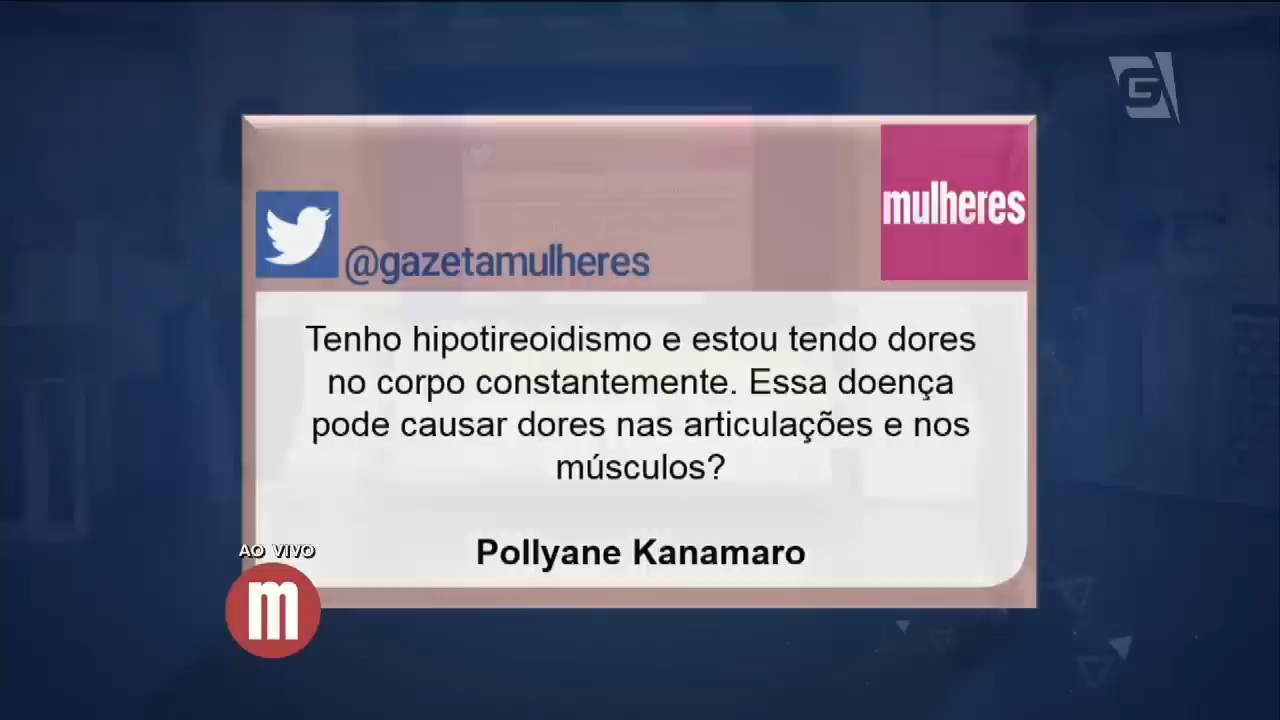 G
mulheres
@gazetamulheres
Tenho hipotireoidismo e estou tendo dores
no corpo constantemente. Essa doença
pode causar dores nas articulações e nos
músculos?
Pollyane Kanamaro
AO VIVO
m